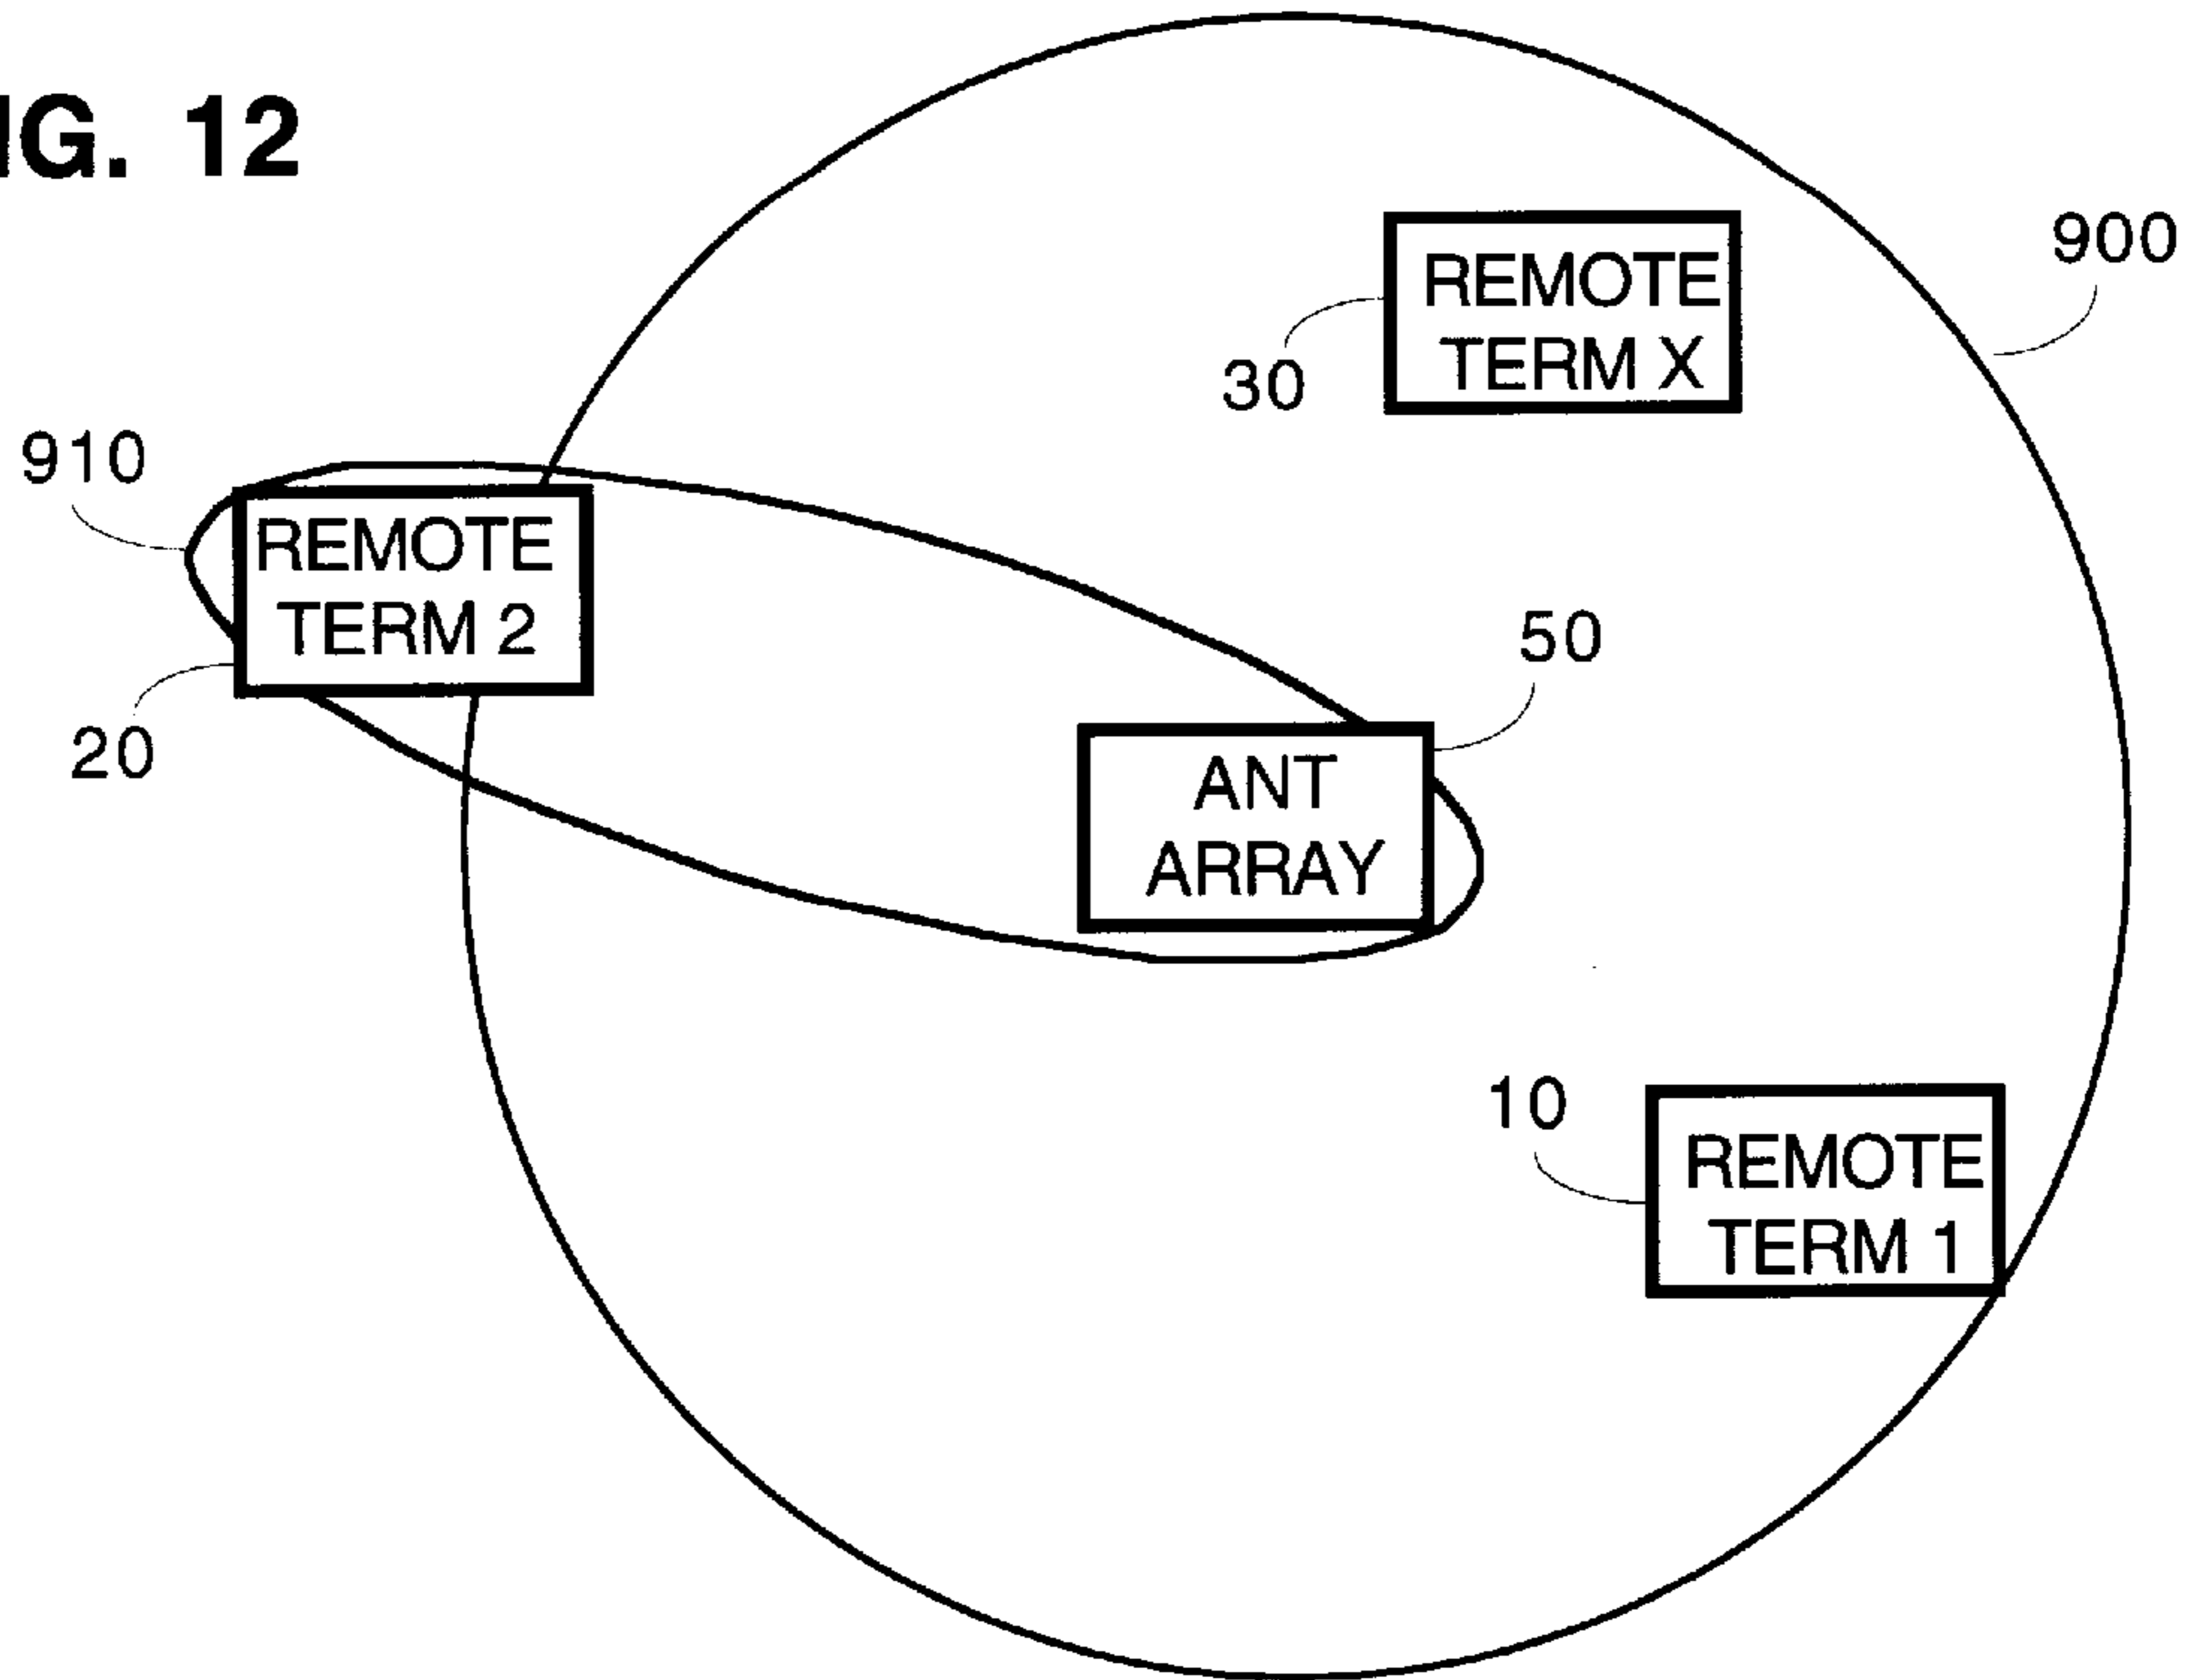 IG. 12
900
REMOTE
TERM X
30
910
REMOTE
TERM 2
20
50
ANT
ARRAY
10
REMOTE
TERM 1